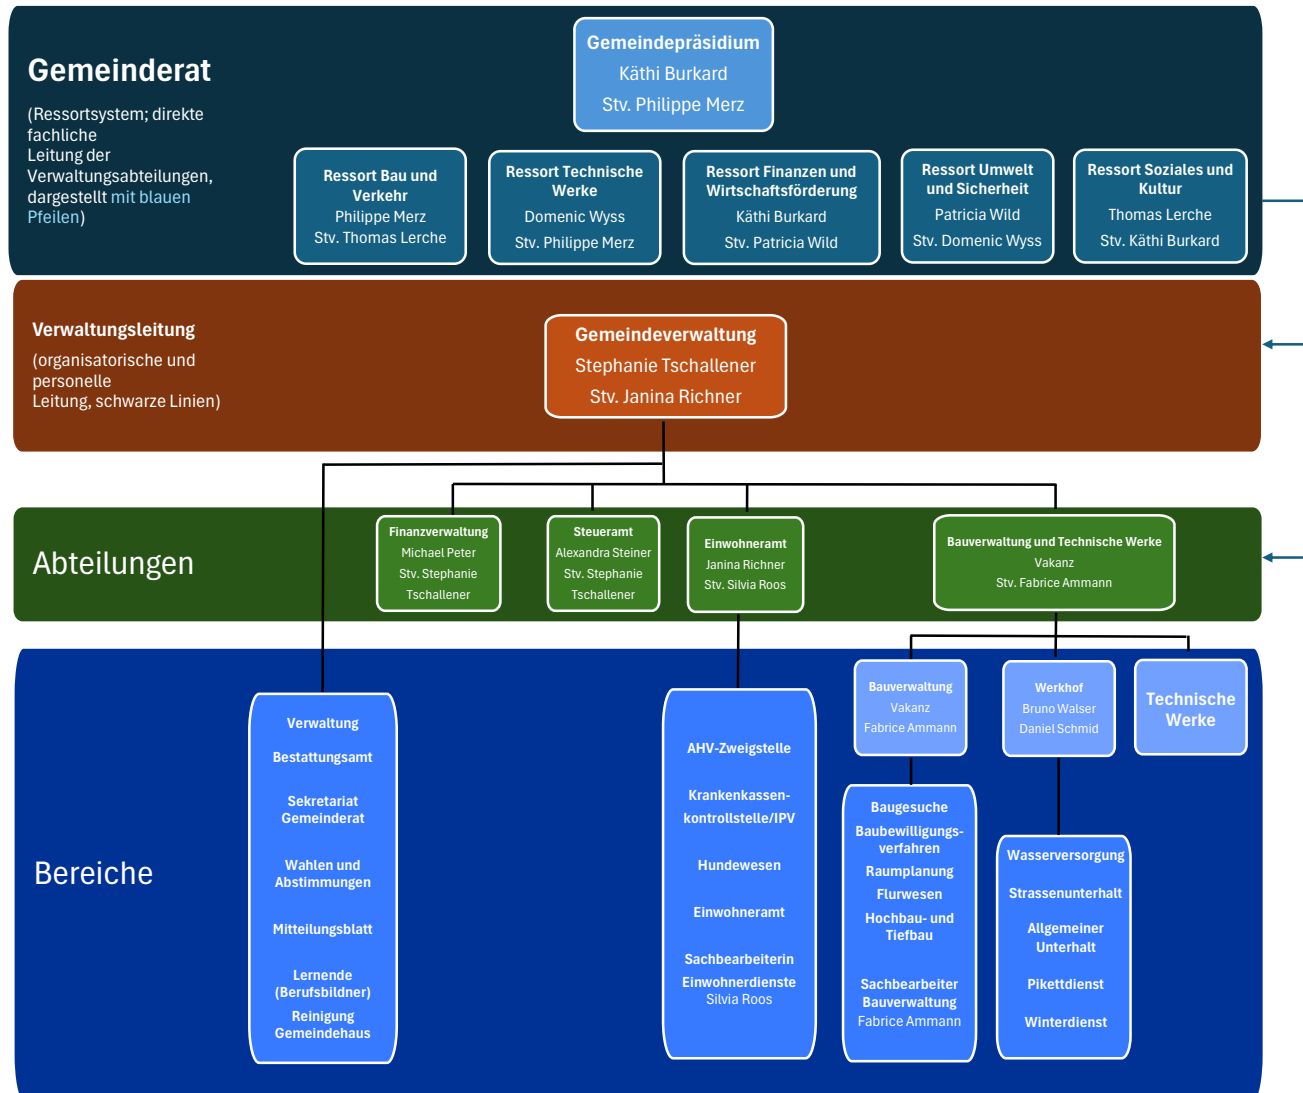 Gemeinderat
(Ressortsystem; direkte
fachliche
Leitung der
Verwaltungsabteilungen,
dargestellt mit blauen
Pfeilen)
Gemeindepräsidium
Käthi Burkard
Stv. Philippe Merz
Ressort Bau und
Verkehr
Philippe Merz
Stv. Thomas Lerche
Ressort Technische
Werke
Domenic Wyss
Stv. Philippe Merz
Ressort Finanzen und
Wirtschaftsförderung
Käthi Burkard
Stv. Patricia Wild
Ressort Umwelt
und Sicherheit
Patricia Wild
Stv. Domenic Wyss
Ressort Soziales und
Kultur
Thomas Lerche
Stv. Käthi Burkard
Verwaltungsleitung
(organisatorische und
personelle
Leitung, schwarze Linien)
Gemeindeverwaltung
Stephanie Tschallener
Stv. Janina Richner
Abteilungen
Finanzverwaltung
Michael Peter
Stv. Stephanie
Tschallener
Steueramt
Alexandra Steiner
Stv. Stephanie
Tschallener
Einwohneramt
Janina Richner
Stv. Silvia Roos
Bauverwaltung und Technische Werke
Vakanz
Stv. Fabrice Ammann
Bereiche
Verwaltung
Bestattungsamt
Sekretariat
Gemeinderat
Wahlen und
Abstimmungen
Mitteilungsblatt
Lernende
(Berufsbildner)
Reinigung
Gemeindehaus
AHV-Zweigstelle
Krankenkassen-
kontrollstelle/IPV
Hundewesen
Einwohneramt
Sachbearbeiterin
Einwohnerdienste
Silvia Roos
Bauverwaltung
Vakanz
Fabrice Ammann
Baugesuche
Baubewilligungs-
verfahren
Raumplanung
Flurwesen
Hochbau- und
Tiefbau
Sachbearbeiter
Bauverwaltung
Fabrice Ammann
Werkhof
Bruno Walser
Daniel Schmid
Wasserversorgung
Strassenunterhalt
Allgemeiner
Unterhalt
Pikettdienst
Winterdienst
Technische
Werke